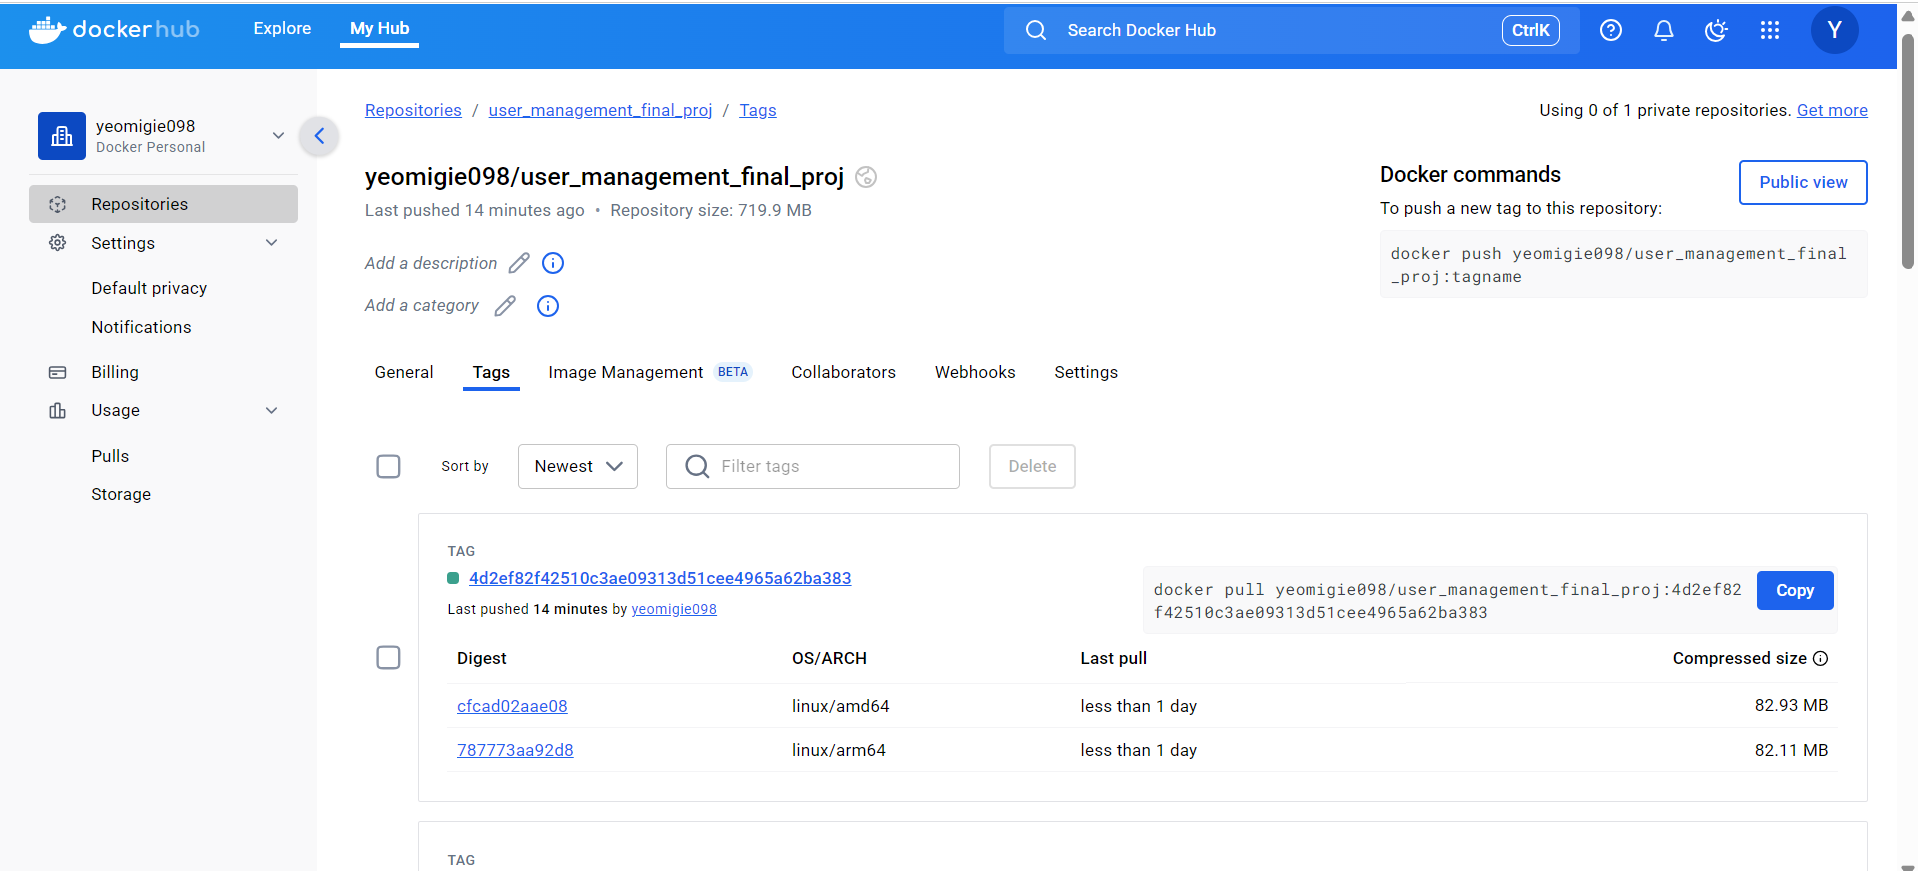 docker hub
Explore
My Hub
Search Docker Hub
CtrlK
Y
yeomigie098
Docker Personal
Repositories
Settings
Default privacy
Notifications
Billing
Usage
Pulls
Storage
Repositories / user_management_final_proj / Tags
Using 0 of 1 private repositories. Get more
yeomigie098/user_management_final_proj
Last pushed 14 minutes ago • Repository size: 719.9 MB
Add a description
Add a category
Docker commands
Public view
To push a new tag to this repository:
docker push yeomigie098/user_management_final
_proj:tagname
General
Tags
Image Management BETA
Collaborators
Webhooks
Settings
Sort by
Newest
Filter tags
Delete
TAG
4d2ef82f42510c3ae09313d51cee4965a62ba383
Last pushed 14 minutes by yeomigie098
docker pull yeomigie098/user_management_final_proj:4d2ef82
f42510c3ae09313d51cee4965a62ba383
Copy
Digest OS/ARCH Last pull Compressed size
cfcad02aae08 linux/amd64 less than 1 day 82.93 MB
787773aa92d8 linux/arm64 less than 1 day 82.11 MB
TAG